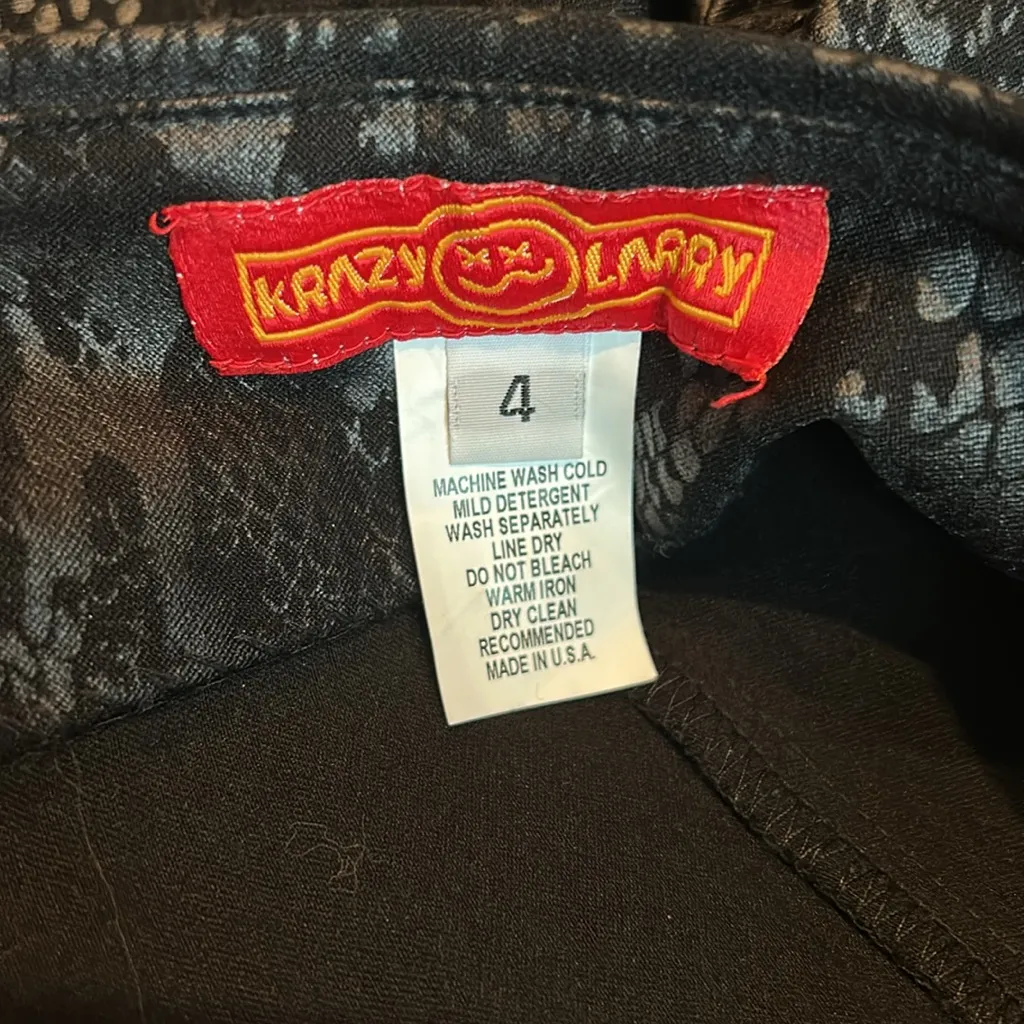 KRAZY LARRY
4
MACHINE WASH COLD
MILD DETERGENT
WASH SEPARATELY
LINE DRY
DO NOT BLEACH
WARM IRON
DRY CLEAN
RECOMMENDED
MADE IN U.S.A.